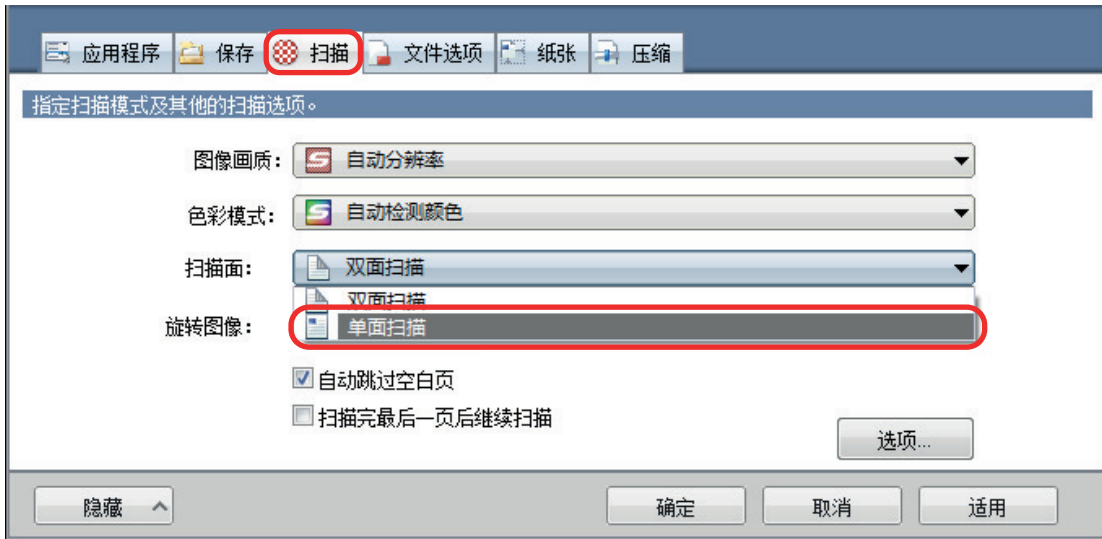 应用程序 保存 扫描 文件选项 纸张 压缩
指定扫描模式及其他的扫描选项。
图像画质: 自动分辨率
色彩模式: 自动检测颜色
扫描面: 双面扫描
双面扫描
旋转图像: 单面扫描
自动跳过空白页
扫描完最后一页后继续扫描
选项...
隐藏 确定 取消 适用